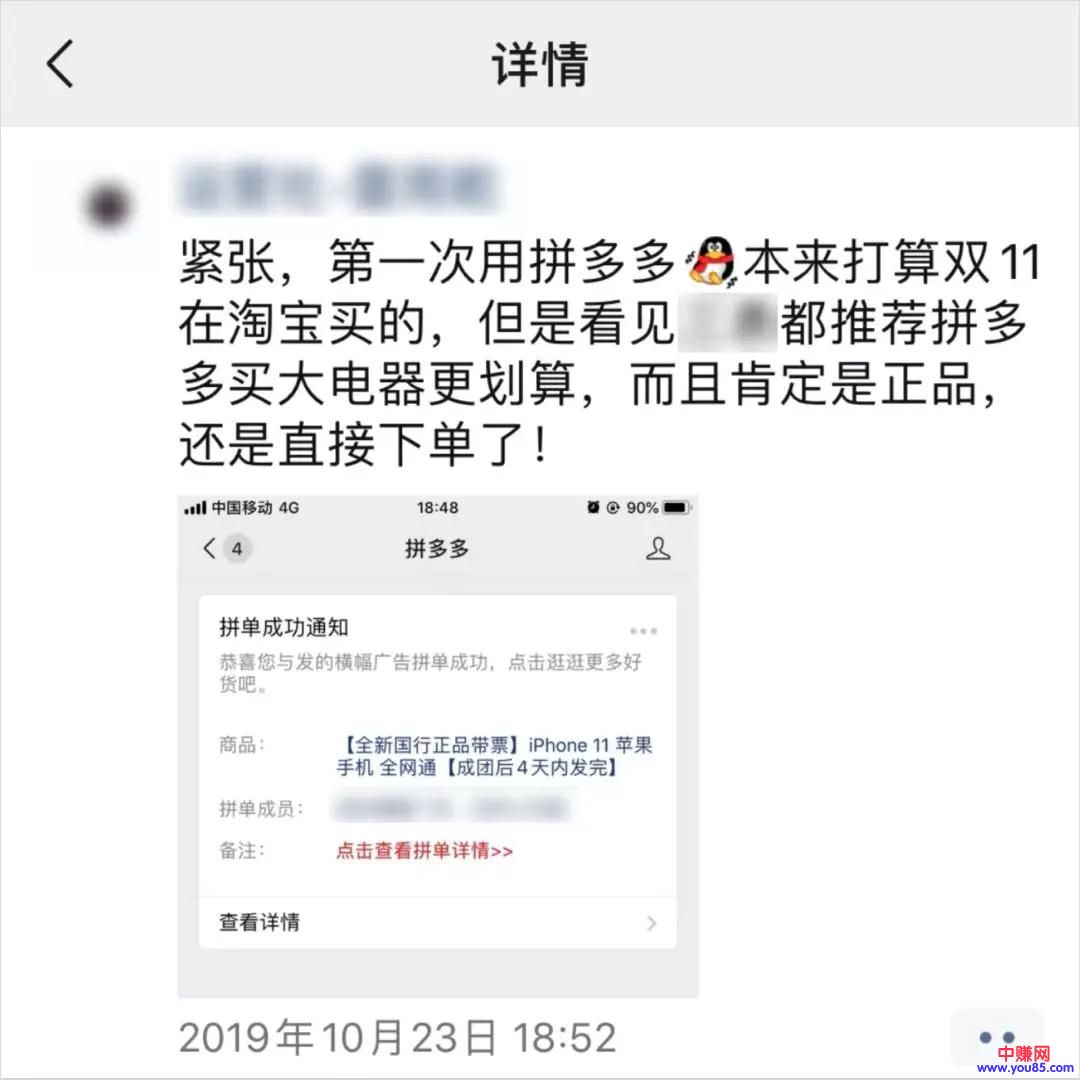 详情
紧张，第一次用拼多多本来打算双11
在淘宝买的，但是看见都推荐拼多
多买大电器更划算，而且肯定是正品，
还是直接下单了！
中国移动 4G 18:48 90%
4 拼多多
拼单成功通知
恭喜您与发的横幅广告拼单成功，点击逛逛更多好
货吧。
商品： 【全新国行正品带票】iPhone 11 苹果
手机 全网通【成团后4天内发完】
拼单成员：
备注： 点击查看拼单详情>>
查看详情
2019年10月23日 18:52
中赚网
www.you85.com